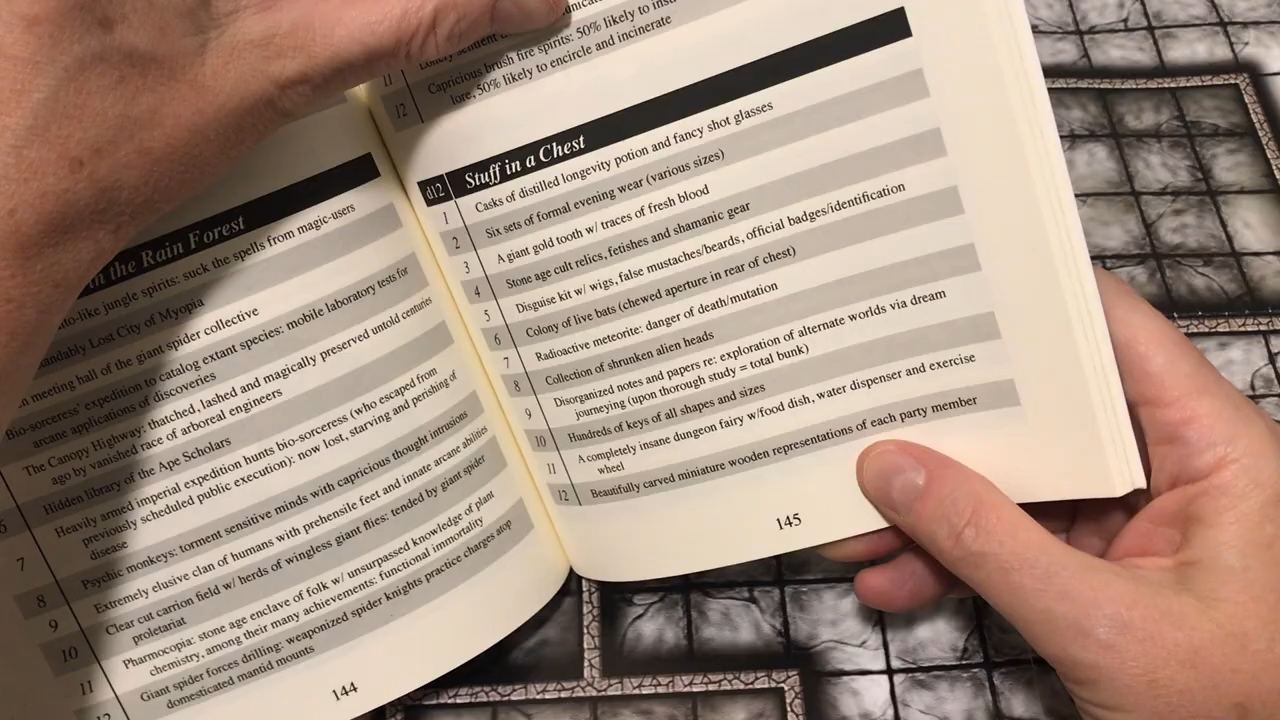 in the Rain Forest
-like jungle spirits: suck the spells from magic-users
Lost City of Myopia
meeting hall of the giant spider collective
Bio-sorceress' expedition to catalog extant species: mobile laboratory tests for
arcane applications of discoveries
The Canopy Highway: thatched, lashed and magically preserved untold centuries
ago by vanished race of arboreal engineers
6 Hidden library of the Ape Scholars
7 Heavily armed imperial expedition hunts bio-sorceress (who escaped from
previously scheduled public execution): now lost, starving and perishing of
disease
8 Psychic monkeys: torment sensitive minds with capricious thought intrusions
9 Extremely elusive clan of humans with prehensile feet and innate arcane abilities
10 Clear cut carrion field w/ herds of wingless giant flies: tended by giant spider
proletariat
11 Pharmocopia: stone age enclave of folk w/ unsurpassed knowledge of plant
chemistry, among their many achievements: functional immortality
12 Giant spider forces drilling: weaponized spider knights practice charges atop
domesticated mantid mounts
144
11
12 Capricious brush fire spirits: 50% likely to
lore, 50% likely to encircle and incinerate
d12 Stuff in a Chest
1 Casks of distilled longevity potion and fancy shot glasses
2 Six sets of formal evening wear (various sizes)
3 A giant gold tooth w/ traces of fresh blood
4 Stone age cult relics, fetishes and shamanic gear
5 Disguise kit w/ wigs, false mustaches/beards, official badges/identification
6 Colony of live bats (chewed aperture in rear of chest)
7 Radioactive meteorite: danger of death/mutation
8 Collection of shrunken alien heads
9 Disorganized notes and papers re: exploration of alternate worlds via dream
journeying (upon thorough study = total bunk)
10 Hundreds of keys of all shapes and sizes
11 A completely insane dungeon fairy w/food dish, water dispenser and exercise
wheel
12 Beautifully carved miniature wooden representations of each party member
145